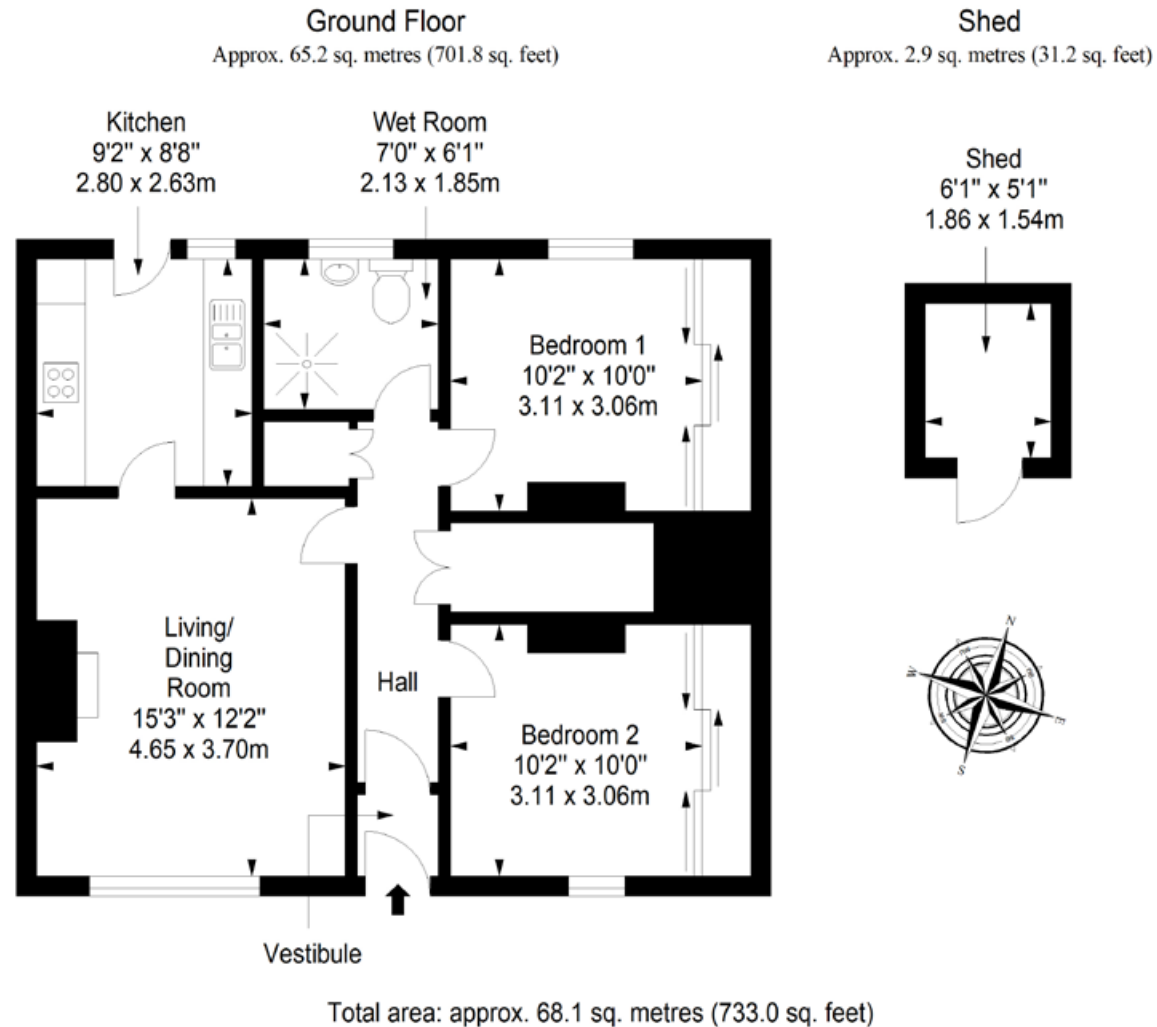 Ground Floor
Approx. 65.2 sq. metres (701.8 sq. feet)
Shed
Approx. 2.9 sq. metres (31.2 sq. feet)
Kitchen
9'2" x 8'8"
2.80 x 2.63m
Wet Room
7'0" x 6'1"
2.13 x 1.85m
Shed
6'1" x 5'1"
1.86 x 1.54m
Bedroom 1
10'2" x 10'0"
3.11 x 3.06m
Living/
Dining
Room
15'3" x 12'2"
4.65 x 3.70m
Hall
Bedroom 2
10'2" x 10'0"
3.11 x 3.06m
N
W
E
S
Vestibule
Total area: approx. 68.1 sq. metres (733.0 sq. feet)